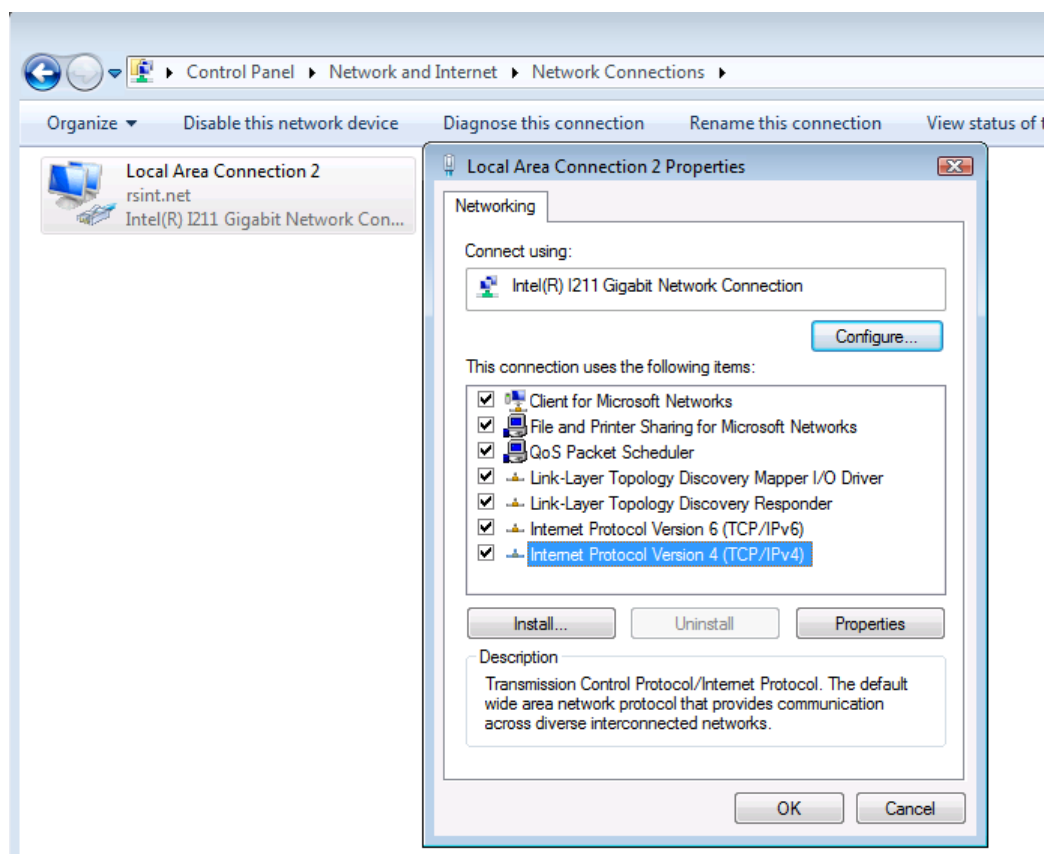 Control Panel Network and Internet Network Connections
Organize Disable this network device Diagnose this connection Rename this connection View status of
Local Area Connection 2
rsint.net
Intel(R) I211 Gigabit Network Con...
Local Area Connection 2 Properties
Networking
Connect using:
Intel(R) I211 Gigabit Network Connection
Configure...
This connection uses the following items:
Client for Microsoft Networks
File and Printer Sharing for Microsoft Networks
QoS Packet Scheduler
Link-Layer Topology Discovery Mapper I/O Driver
Link-Layer Topology Discovery Responder
Internet Protocol Version 6 (TCP/IPv6)
Internet Protocol Version 4 (TCP/IPv4)
Install... Uninstall Properties
Description
Transmission Control Protocol/Internet Protocol. The default
wide area network protocol that provides communication
across diverse interconnected networks.
OK Cancel